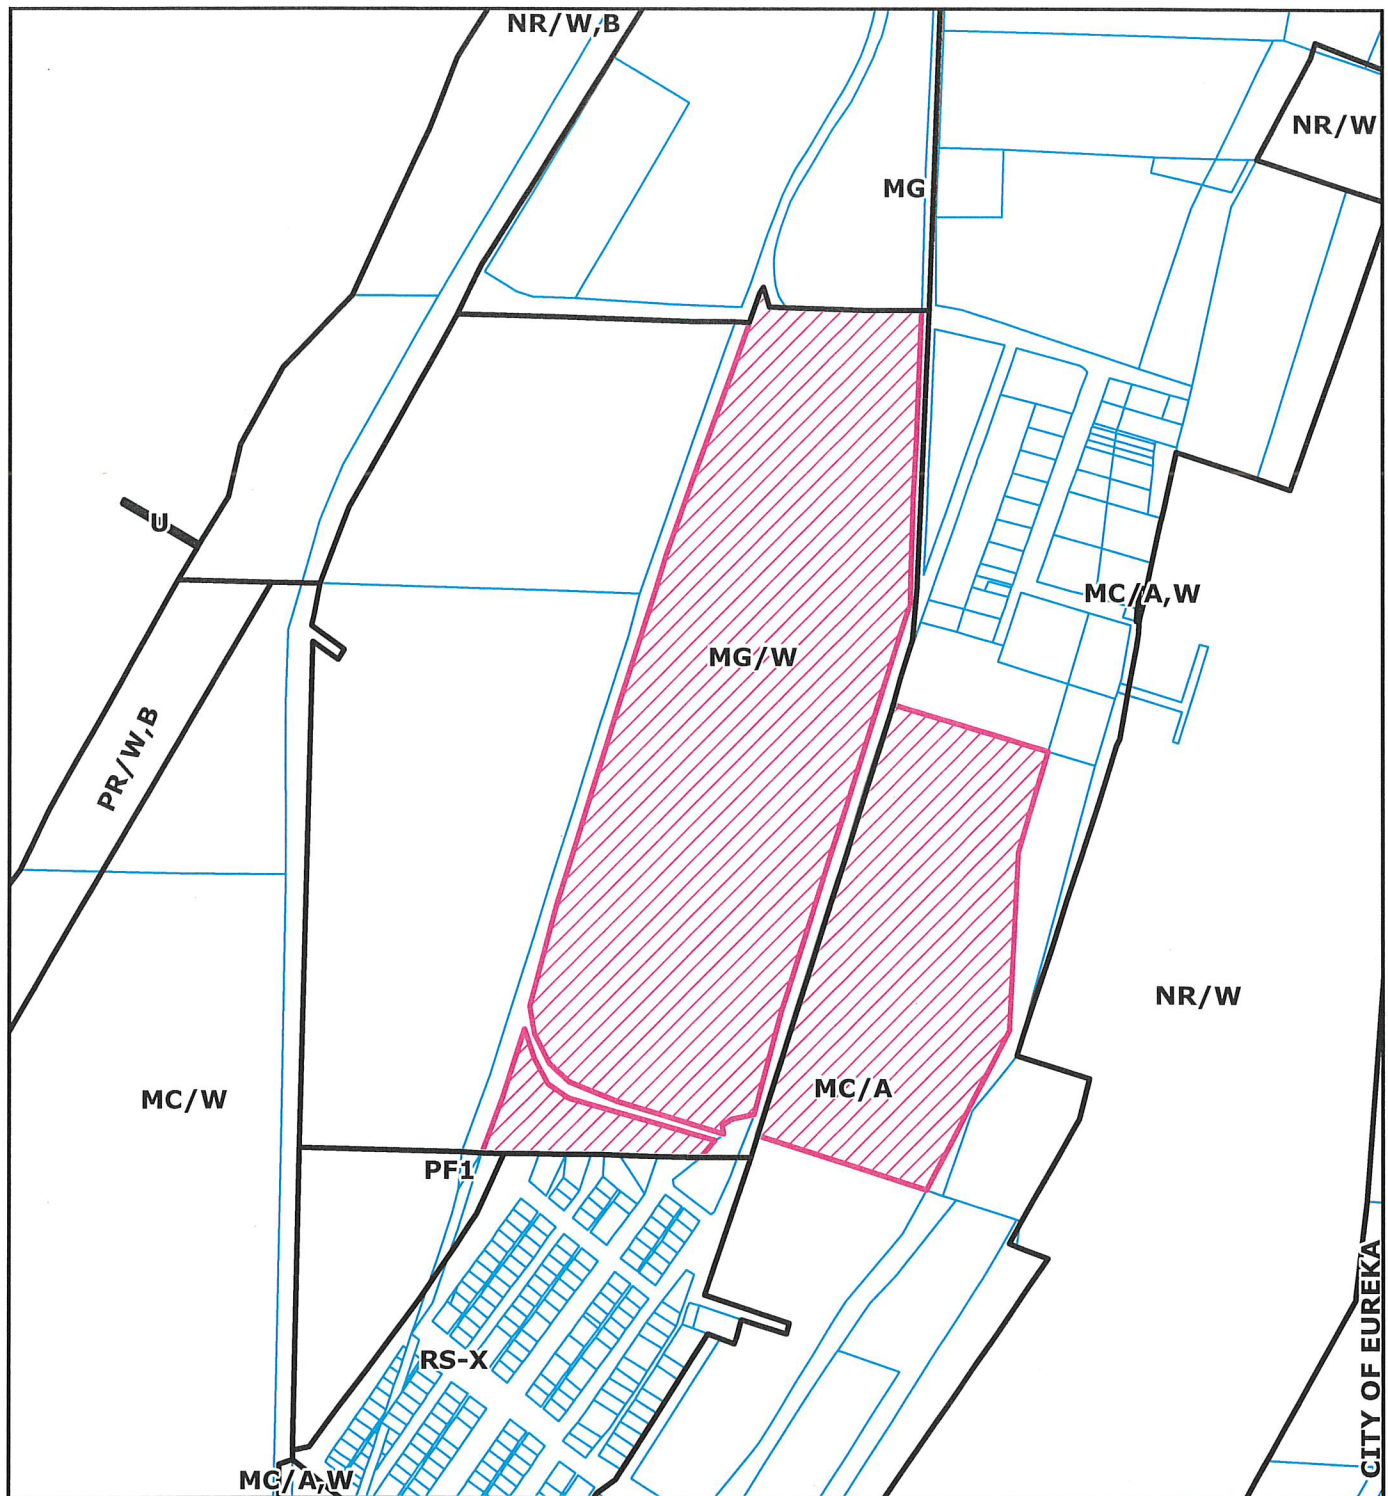 NR/W,B
NR/W
MG
U
MC/A,W
MG/W
PR/W,B
NR/W
MC/A
MC/W
PF1
RS-X
CITY OF EUREKA
MC/A,W